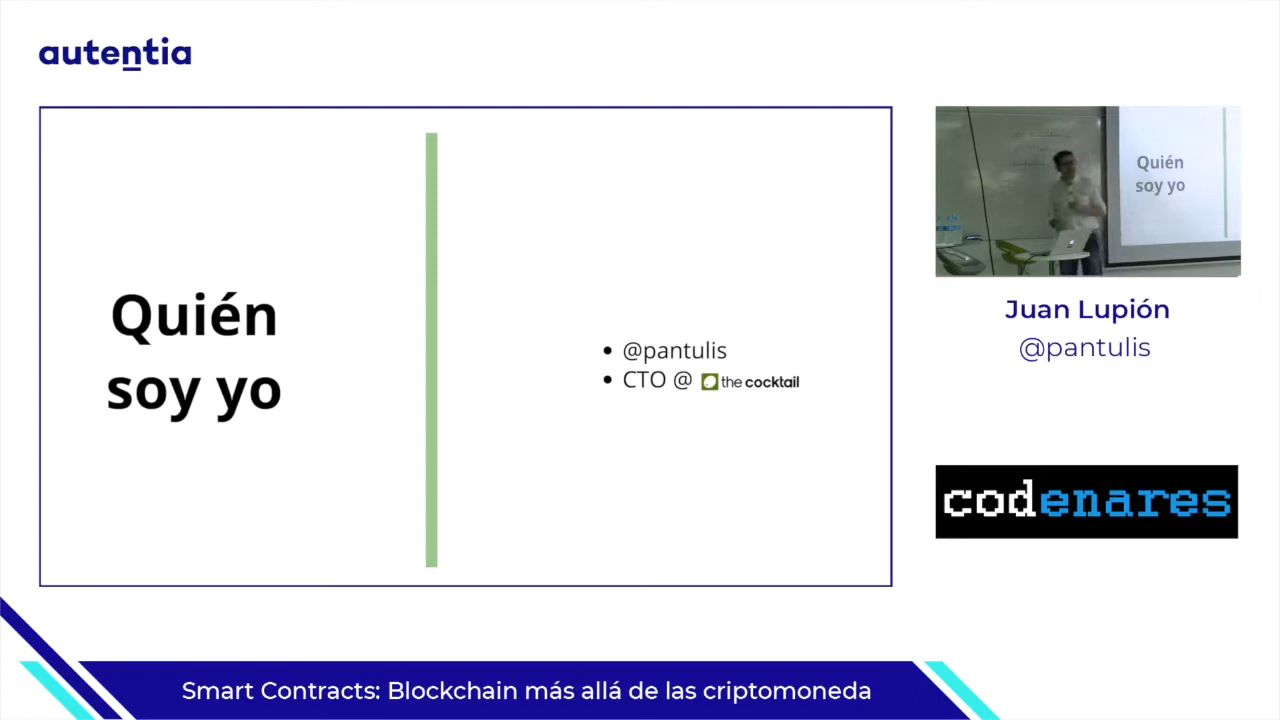 autentia
Quién
soy yo
@pantulis
CTO @ the cocktail
Quién
soy yo
Juan Lupión
@pantulis
codenares
Smart Contracts: Blockchain más allá de las criptomoneda